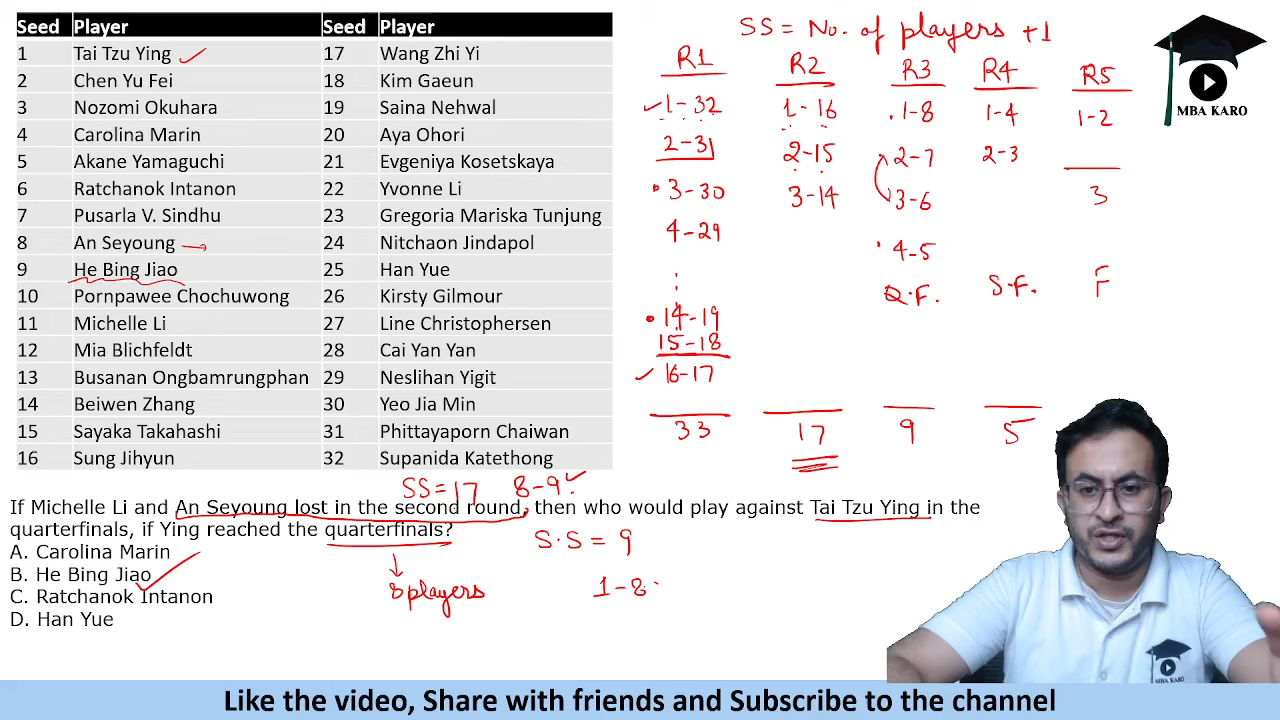 Seed Player Seed Player
1 Tai Tzu Ying 17 Wang Zhi Yi
2 Chen Yu Fei 18 Kim Gaeun
3 Nozomi Okuhara 19 Saina Nehwal
4 Carolina Marin 20 Aya Ohori
5 Akane Yamaguchi 21 Evgeniya Kosetskaya
6 Ratchanok Intanon 22 Yvonne Li
7 Pusarla V. Sindhu 23 Gregoria Mariska Tunjung
8 An Seyoung 24 Nitchaon Jindapol
9 He Bing Jiao 25 Han Yue
10 Pornpawee Chochuwong 26 Kirsty Gilmour
11 Michelle Li 27 Line Christophersen
12 Mia Blichfeldt 28 Cai Yan Yan
13 Busanan Ongbamrungphan 29 Neslihan Yigit
14 Beiwen Zhang 30 Yeo Jia Min
15 Sayaka Takahashi 31 Phittayaporn Chaiwan
16 Sung Jihyun 32 Supanida Katethong
SS = No. of players +1
R1 R2 R3 R4 R5
1-32 1-16 1-8 1-4 1-2
2-31 2-15 2-7 2-3
3-30 3-14 3-6 3
4-29
4-5
Q.F. S.F. F
14-19
15-18
16-17
33 17 9 5
MBA KARO
SS=17 8-9
If Michelle Li and An Seyoung lost in the second round, then who would play against Tai Tzu Ying in the
quarterfinals, if Ying reached the quarterfinals?
S.S = 9
A. Carolina Marin
B. He Bing Jiao
C. Ratchanok Intanon
D. Han Yue
8 players
1-8
MBA KARO
Like the video, Share with friends and Subscribe to the channel